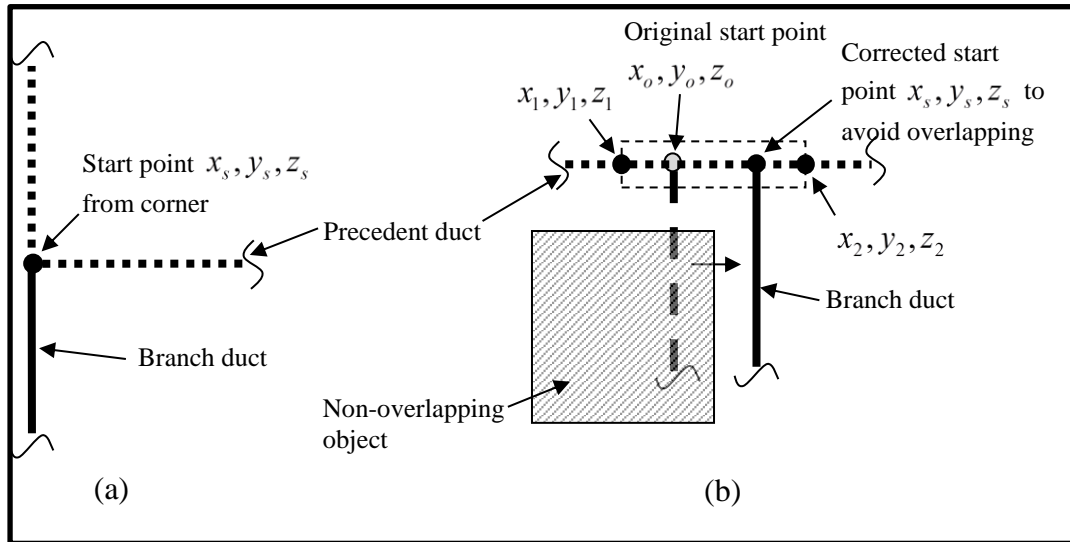 Original start point
x_o, y_o, z_o
Corrected start
point x_s, y_s, z_s to
avoid overlapping
x_1, y_1, z_1
Start point x_s, y_s, z_s
from corner
Precedent duct
x_2, y_2, z_2
Branch duct
Branch duct
Non-overlapping
object
(a)
(b)